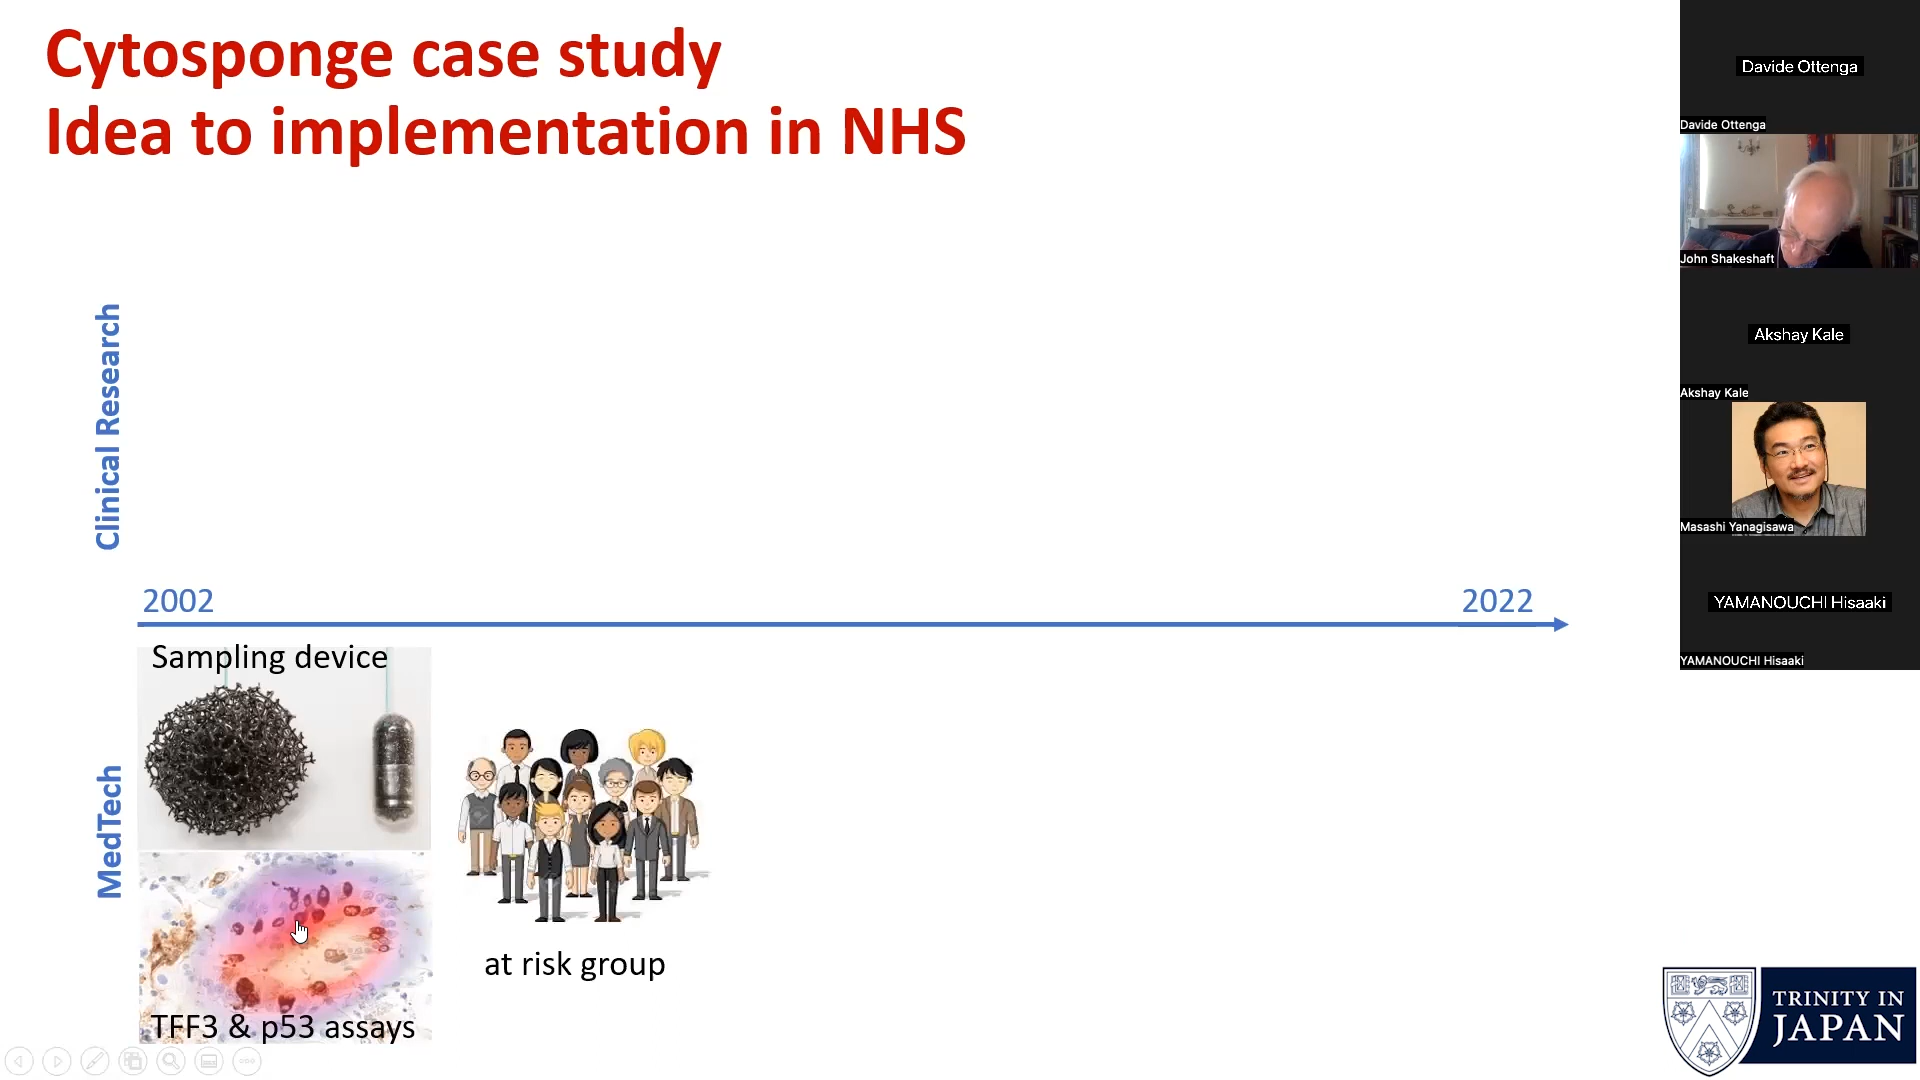 Cytosponge case study
Idea to implementation in NHS
Clinical Research
2002
2022
Sampling device
MedTech
at risk group
TFF3 & p53 assays
Davide Ottenga
Davide Ottenga
John Shakeshaft
Akshay Kale
Akshay Kale
Masashi Yanagisawa
YAMANOUCHI Hisaaki
YAMANOUCHI Hisaaki
TRINITY IN
JAPAN